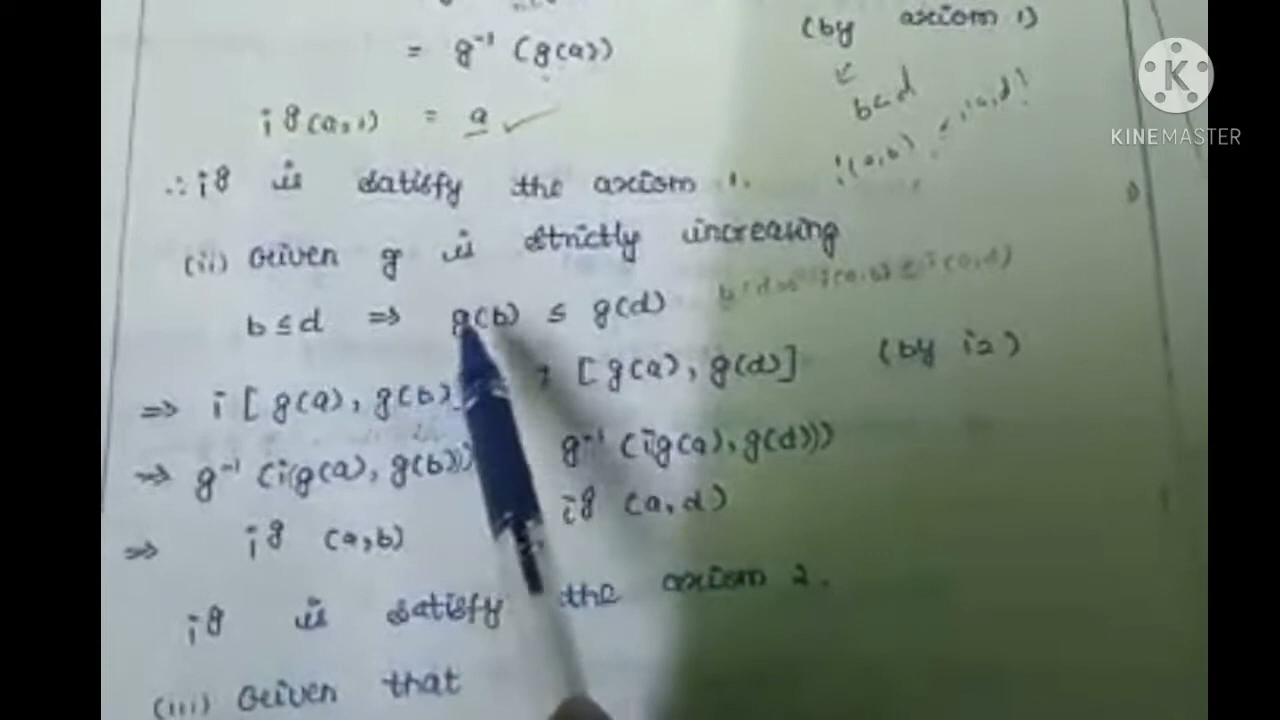 = g⁻¹ (g(a))
(by axiom 1)
b ≤ d
i(a,b) ≤ i(a,d)
K
KINEMASTER
i g(a,1) = a ✓
∴ i g is satisfy the axiom 1.
(ii) Given g is strictly increasing
b ≤ d ⇒ g(b) ≤ g(d)
b ≤ d ⇒ i(a,b) ≤ i(a,d)
⇒ i [g(a), g(b)] [g(a), g(d)] (by i2)
⇒ g⁻¹ (i(g(a), g(b))) g⁻¹ (ig(a), g(d)))
⇒ i g (a,b) i g (a,d)
i g is satisfy the axiom 2.
(iii) Given that